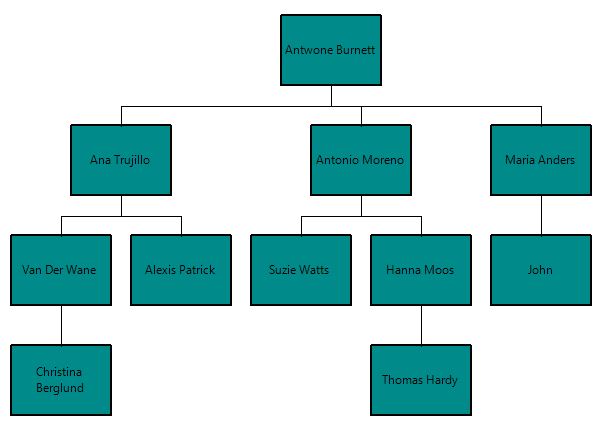 Antwone Burnett
Ana Trujillo
Antonio Moreno
Maria Anders
Van Der Wane
Alexis Patrick
Suzie Watts
Hanna Moos
John
Christina
Berglund
Thomas Hardy